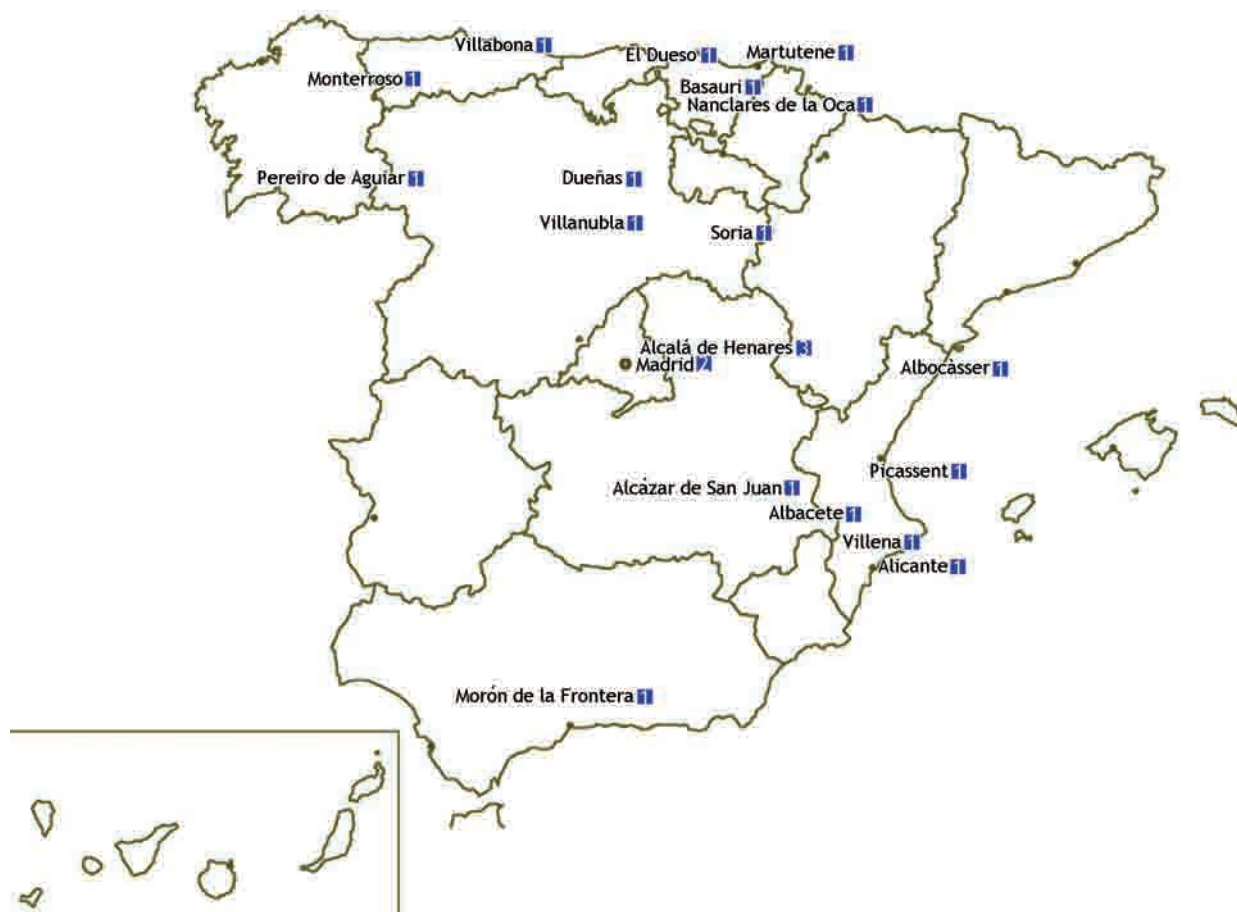 Villabona 1
El Dueso 1
Martutene 1
Monterroso 1
Basauri 1
Nanclares de la Oca 1
Pereiro de Aguiar 1
Dueñas 1
Villanubla 1
Soria 1
Alcalá de Henares 3
Madrid 2
Albocàsser 1
Picassent 1
Alcázar de San Juan 1
Albacete 1
Villena 1
Alicante 1
Morón de la Frontera 1